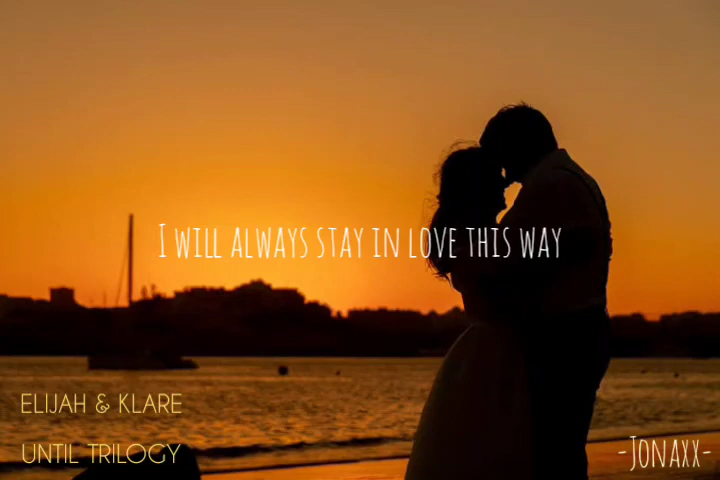 I WILL ALWAYS STAY IN LOVE THIS WAY
ELIJAH & KLARE
UNTIL TRILOGY
-JONAXX-